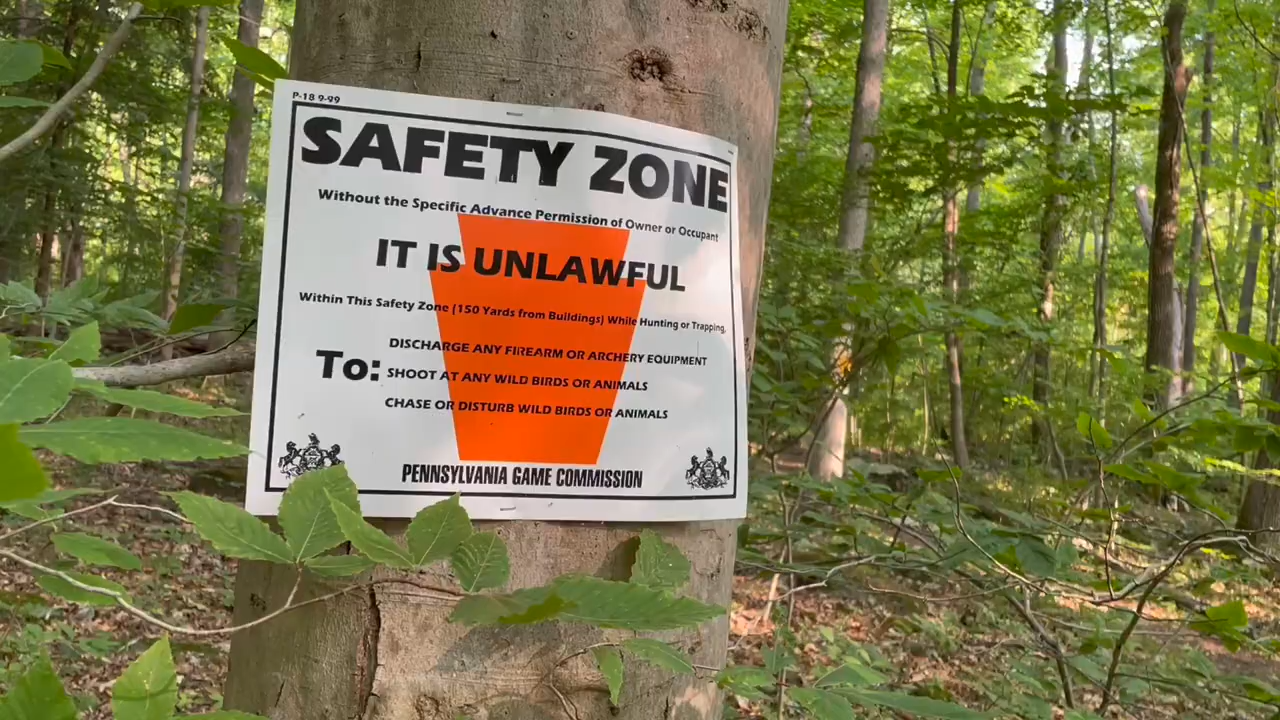 P-18 9-99
SAFETY ZONE
Without the Specific Advance Permission of Owner or Occupant
IT IS UNLAWFUL
Within This Safety Zone (150 Yards from Buildings) While Hunting or Trapping,
To:
DISCHARGE ANY FIREARM OR ARCHERY EQUIPMENT
SHOOT AT ANY WILD BIRDS OR ANIMALS
CHASE OR DISTURB WILD BIRDS OR ANIMALS
PENNSYLVANIA GAME COMMISSION